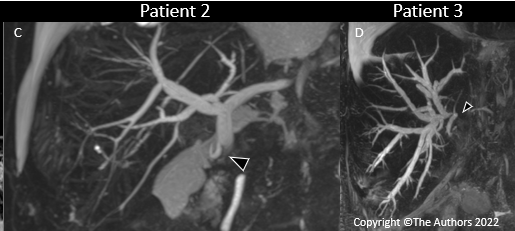 Patient 2
Patient 3
C
D
Copyright ©The Authors 2022